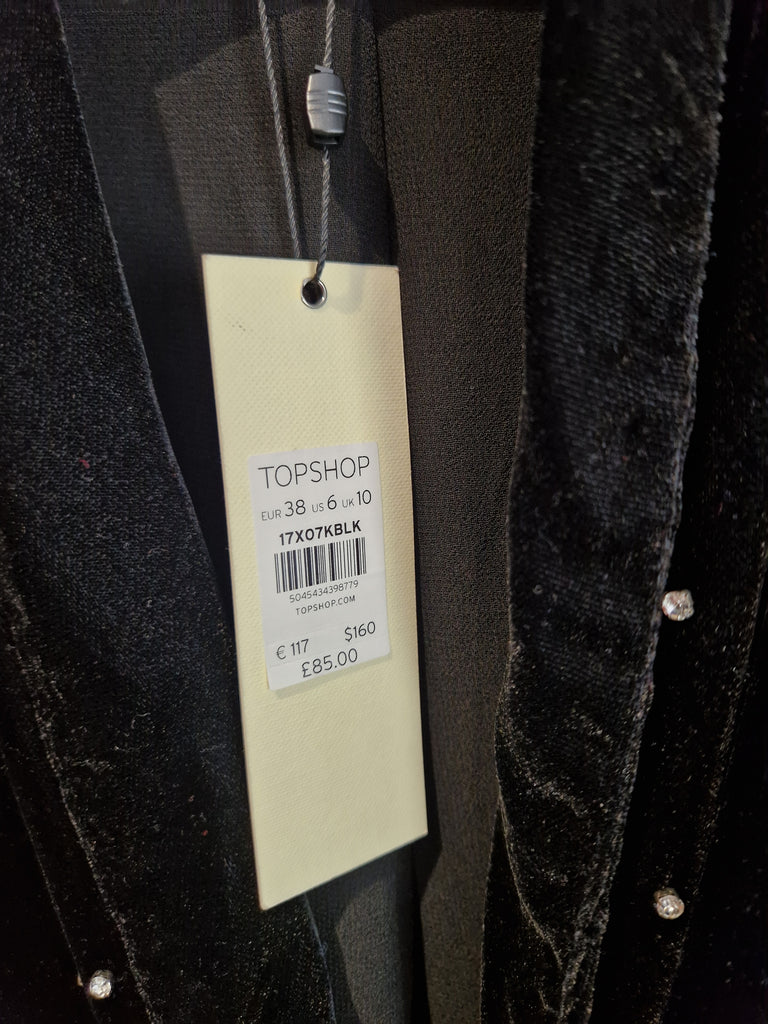 TOPSHOP
EUR 38 US 6 UK 10
17X07KBLK
5045434398779
TOPSHOP.COM
€ 117 $160
£85.00